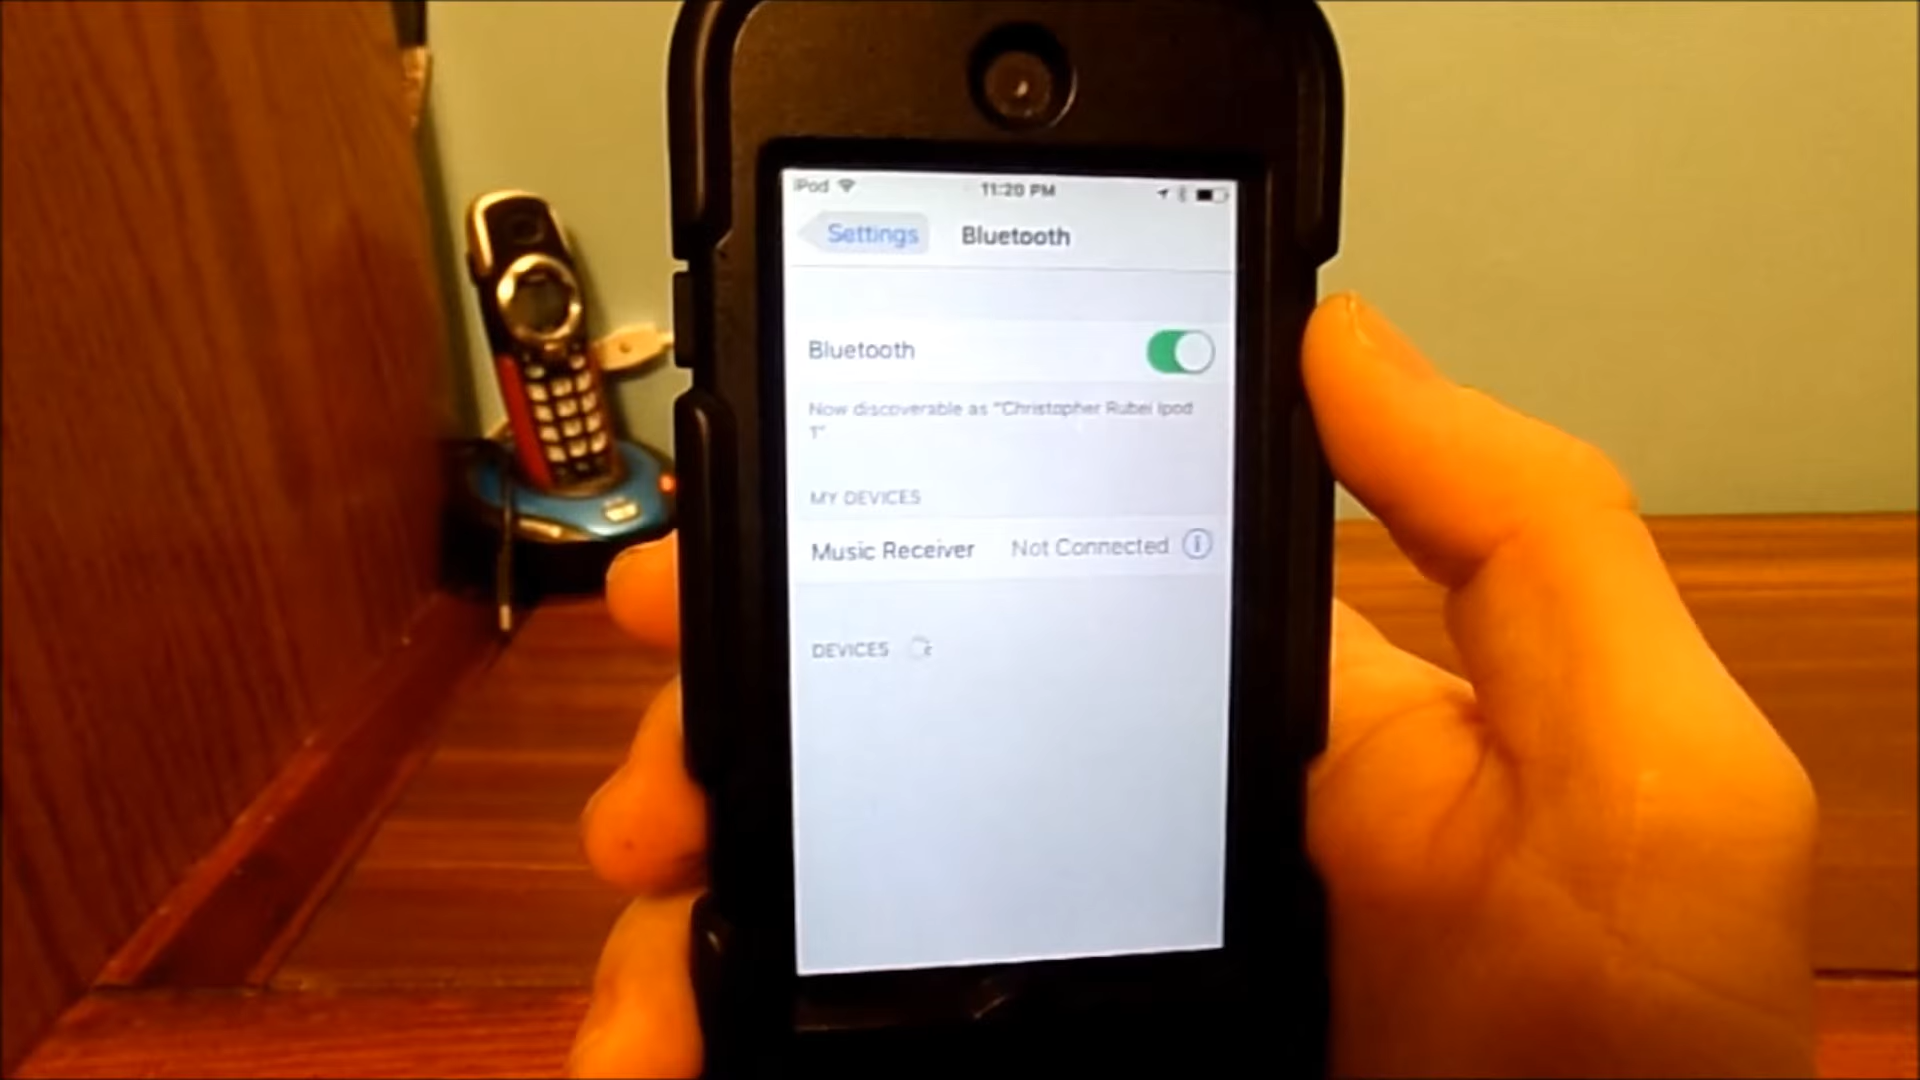 iPod 11:20 PM
Settings Bluetooth
Bluetooth
Now discoverable as "Christopher Rubel Ipod
1"
MY DEVICES
Music Receiver Not Connected
DEVICES